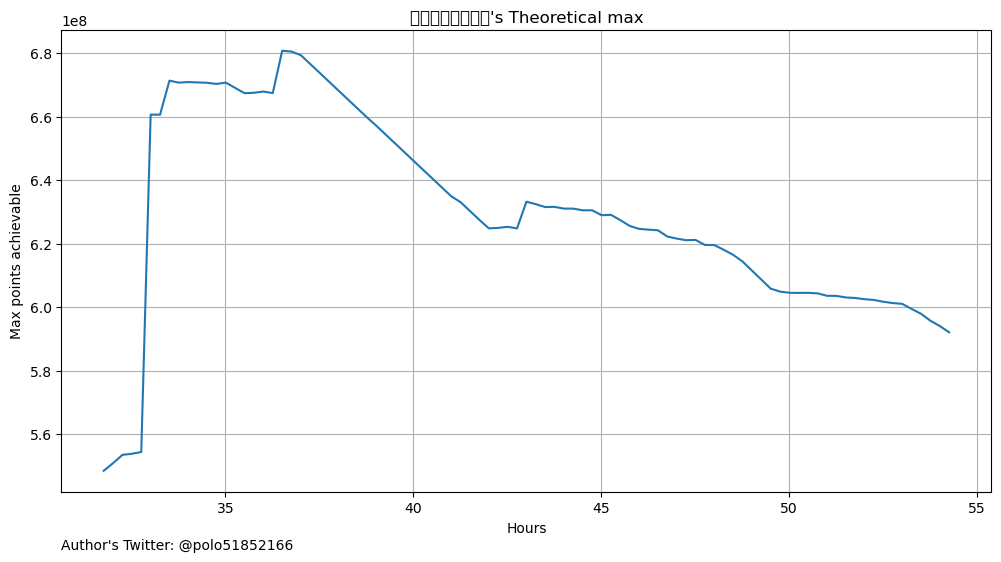 's Theoretical max
1e8
6.8
6.6
6.4
6.2
6.0
5.8
5.6
Max points achievable
35
40
45
50
55
Hours
Author's Twitter: @polo51852166